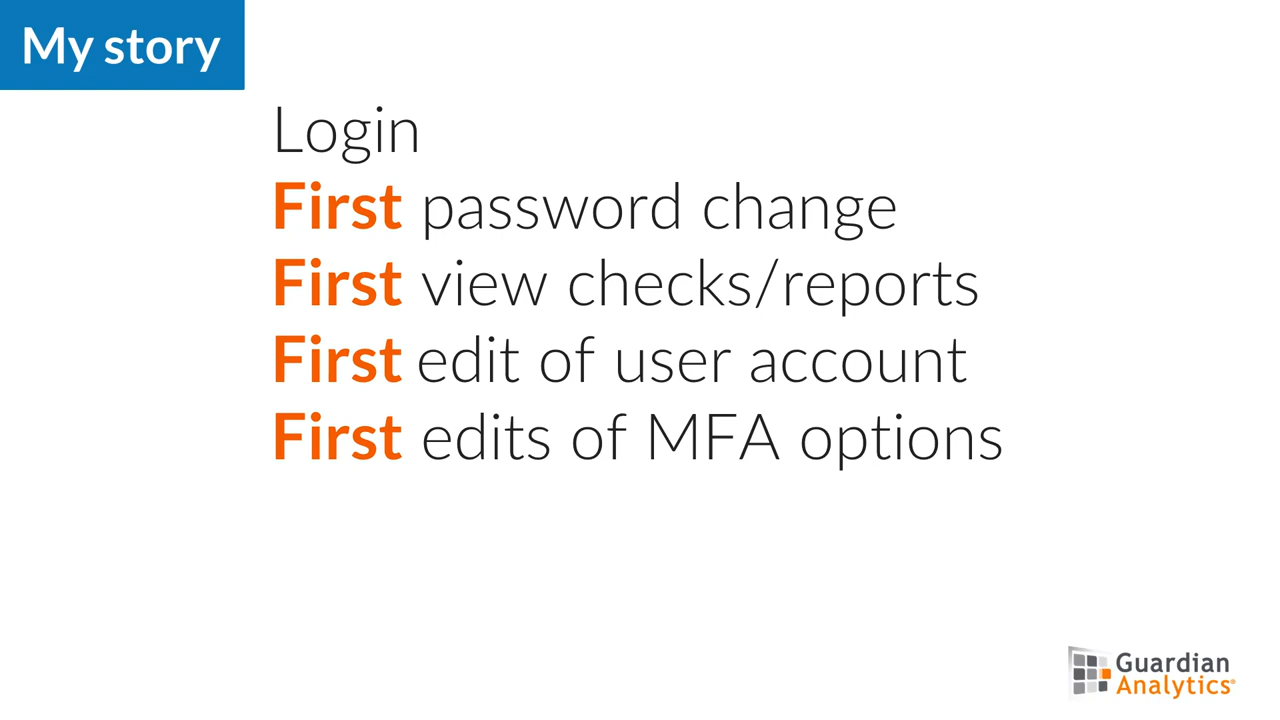 My story
Login
First password change
First view checks/reports
First edit of user account
First edits of MFA options
Guardian
Analytics®